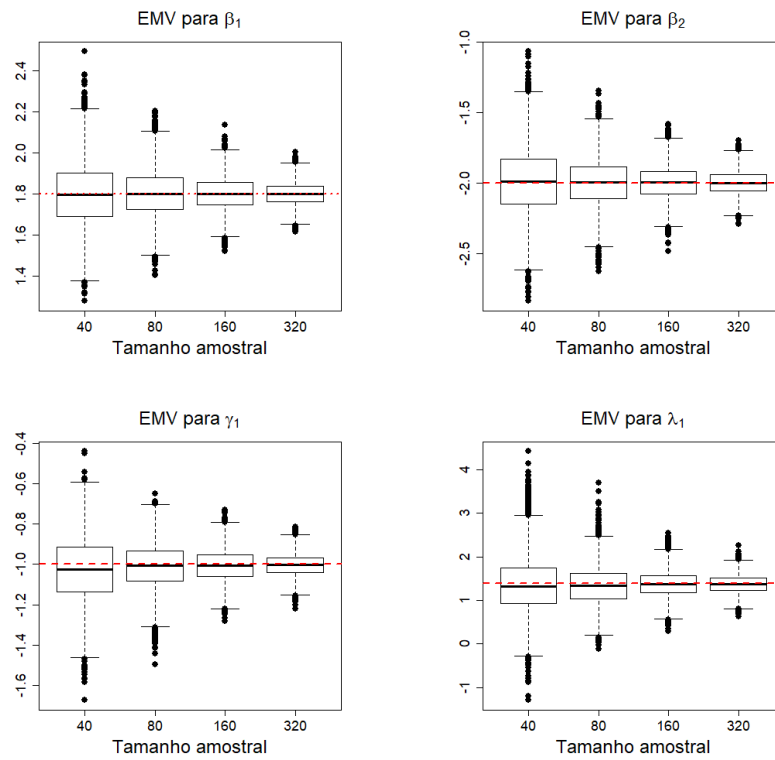 EMV para β1
2.4
2.2
2.0
1.8
1.6
1.4
40 80 160 320
Tamanho amostral
EMV para β2
-1.0
-1.5
-2.0
-2.5
40 80 160 320
Tamanho amostral
EMV para γ1
-0.4
-0.6
-0.8
-1.0
-1.2
-1.4
-1.6
40 80 160 320
Tamanho amostral
EMV para λ1
4
3
2
1
0
-1
40 80 160 320
Tamanho amostral